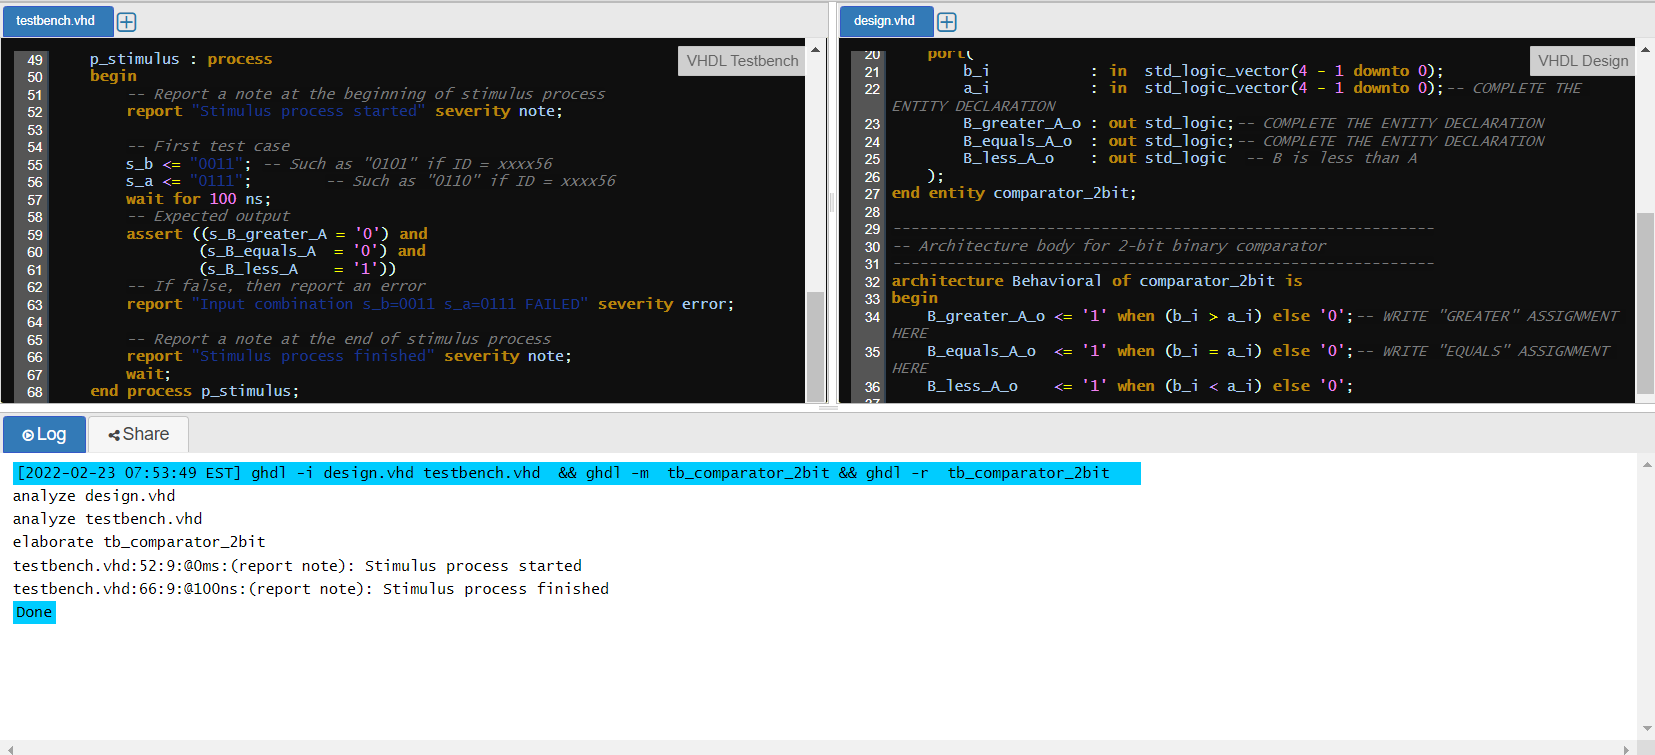 testbench.vhd
49 p_stimulus : process
VHDL Testbench
50 begin
51 -- Report a note at the beginning of stimulus process
52 report "Stimulus process started" severity note;
53
54 -- First test case
55 s_b <= "0011"; -- Such as "0101" if ID = xxxx56
56 s_a <= "0111"; -- Such as "0110" if ID = xxxx56
57 wait for 100 ns;
58 -- Expected output
59 assert ((s_B_greater_A = '0') and
60 (s_B_equals_A = '0') and
61 (s_B_less_A = '1'))
62 -- If false, then report an error
63 report "Input combination s_b=0011 s_a=0111 FAILED" severity error;
64
65 -- Report a note at the end of stimulus process
66 report "Stimulus process finished" severity note;
67 wait;
68 end process p_stimulus;
design.vhd
20 port(
VHDL Design
21 b_i : in std_logic_vector(4 - 1 downto 0);
22 a_i : in std_logic_vector(4 - 1 downto 0);-- COMPLETE THE
ENTITY DECLARATION
23 B_greater_A_o : out std_logic;-- COMPLETE THE ENTITY DECLARATION
24 B_equals_A_o : out std_logic;-- COMPLETE THE ENTITY DECLARATION
25 B_less_A_o : out std_logic -- B is less than A
26 );
27 end entity comparator_2bit;
28
29 ------------------------------------------------------------
30 -- Architecture body for 2-bit binary comparator
31 ------------------------------------------------------------
32 architecture Behavioral of comparator_2bit is
33 begin
34 B_greater_A_o <= '1' when (b_i > a_i) else '0';-- WRITE "GREATER" ASSIGNMENT
HERE
35 B_equals_A_o <= '1' when (b_i = a_i) else '0';-- WRITE "EQUALS" ASSIGNMENT
HERE
36 B_less_A_o <= '1' when (b_i < a_i) else '0';
37
Log
Share
[2022-02-23 07:53:49 EST] ghdl -i design.vhd testbench.vhd && ghdl -m tb_comparator_2bit && ghdl -r tb_comparator_2bit
analyze design.vhd
analyze testbench.vhd
elaborate tb_comparator_2bit
testbench.vhd:52:9:@0ms:(report note): Stimulus process started
testbench.vhd:66:9:@100ns:(report note): Stimulus process finished
Done